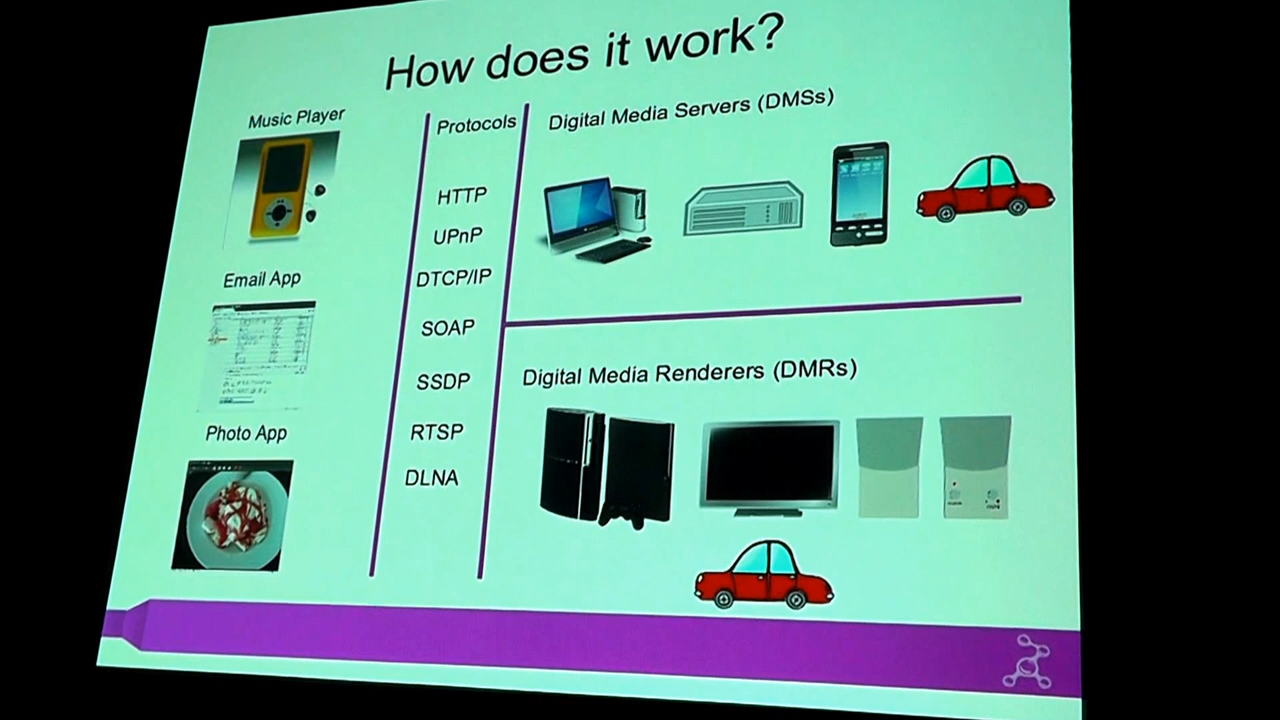 How does it work?
Music Player
Email App
Photo App
Protocols
HTTP
UPnP
DTCP/IP
SOAP
SSDP
RTSP
DLNA
Digital Media Servers (DMSs)
Digital Media Renderers (DMRs)